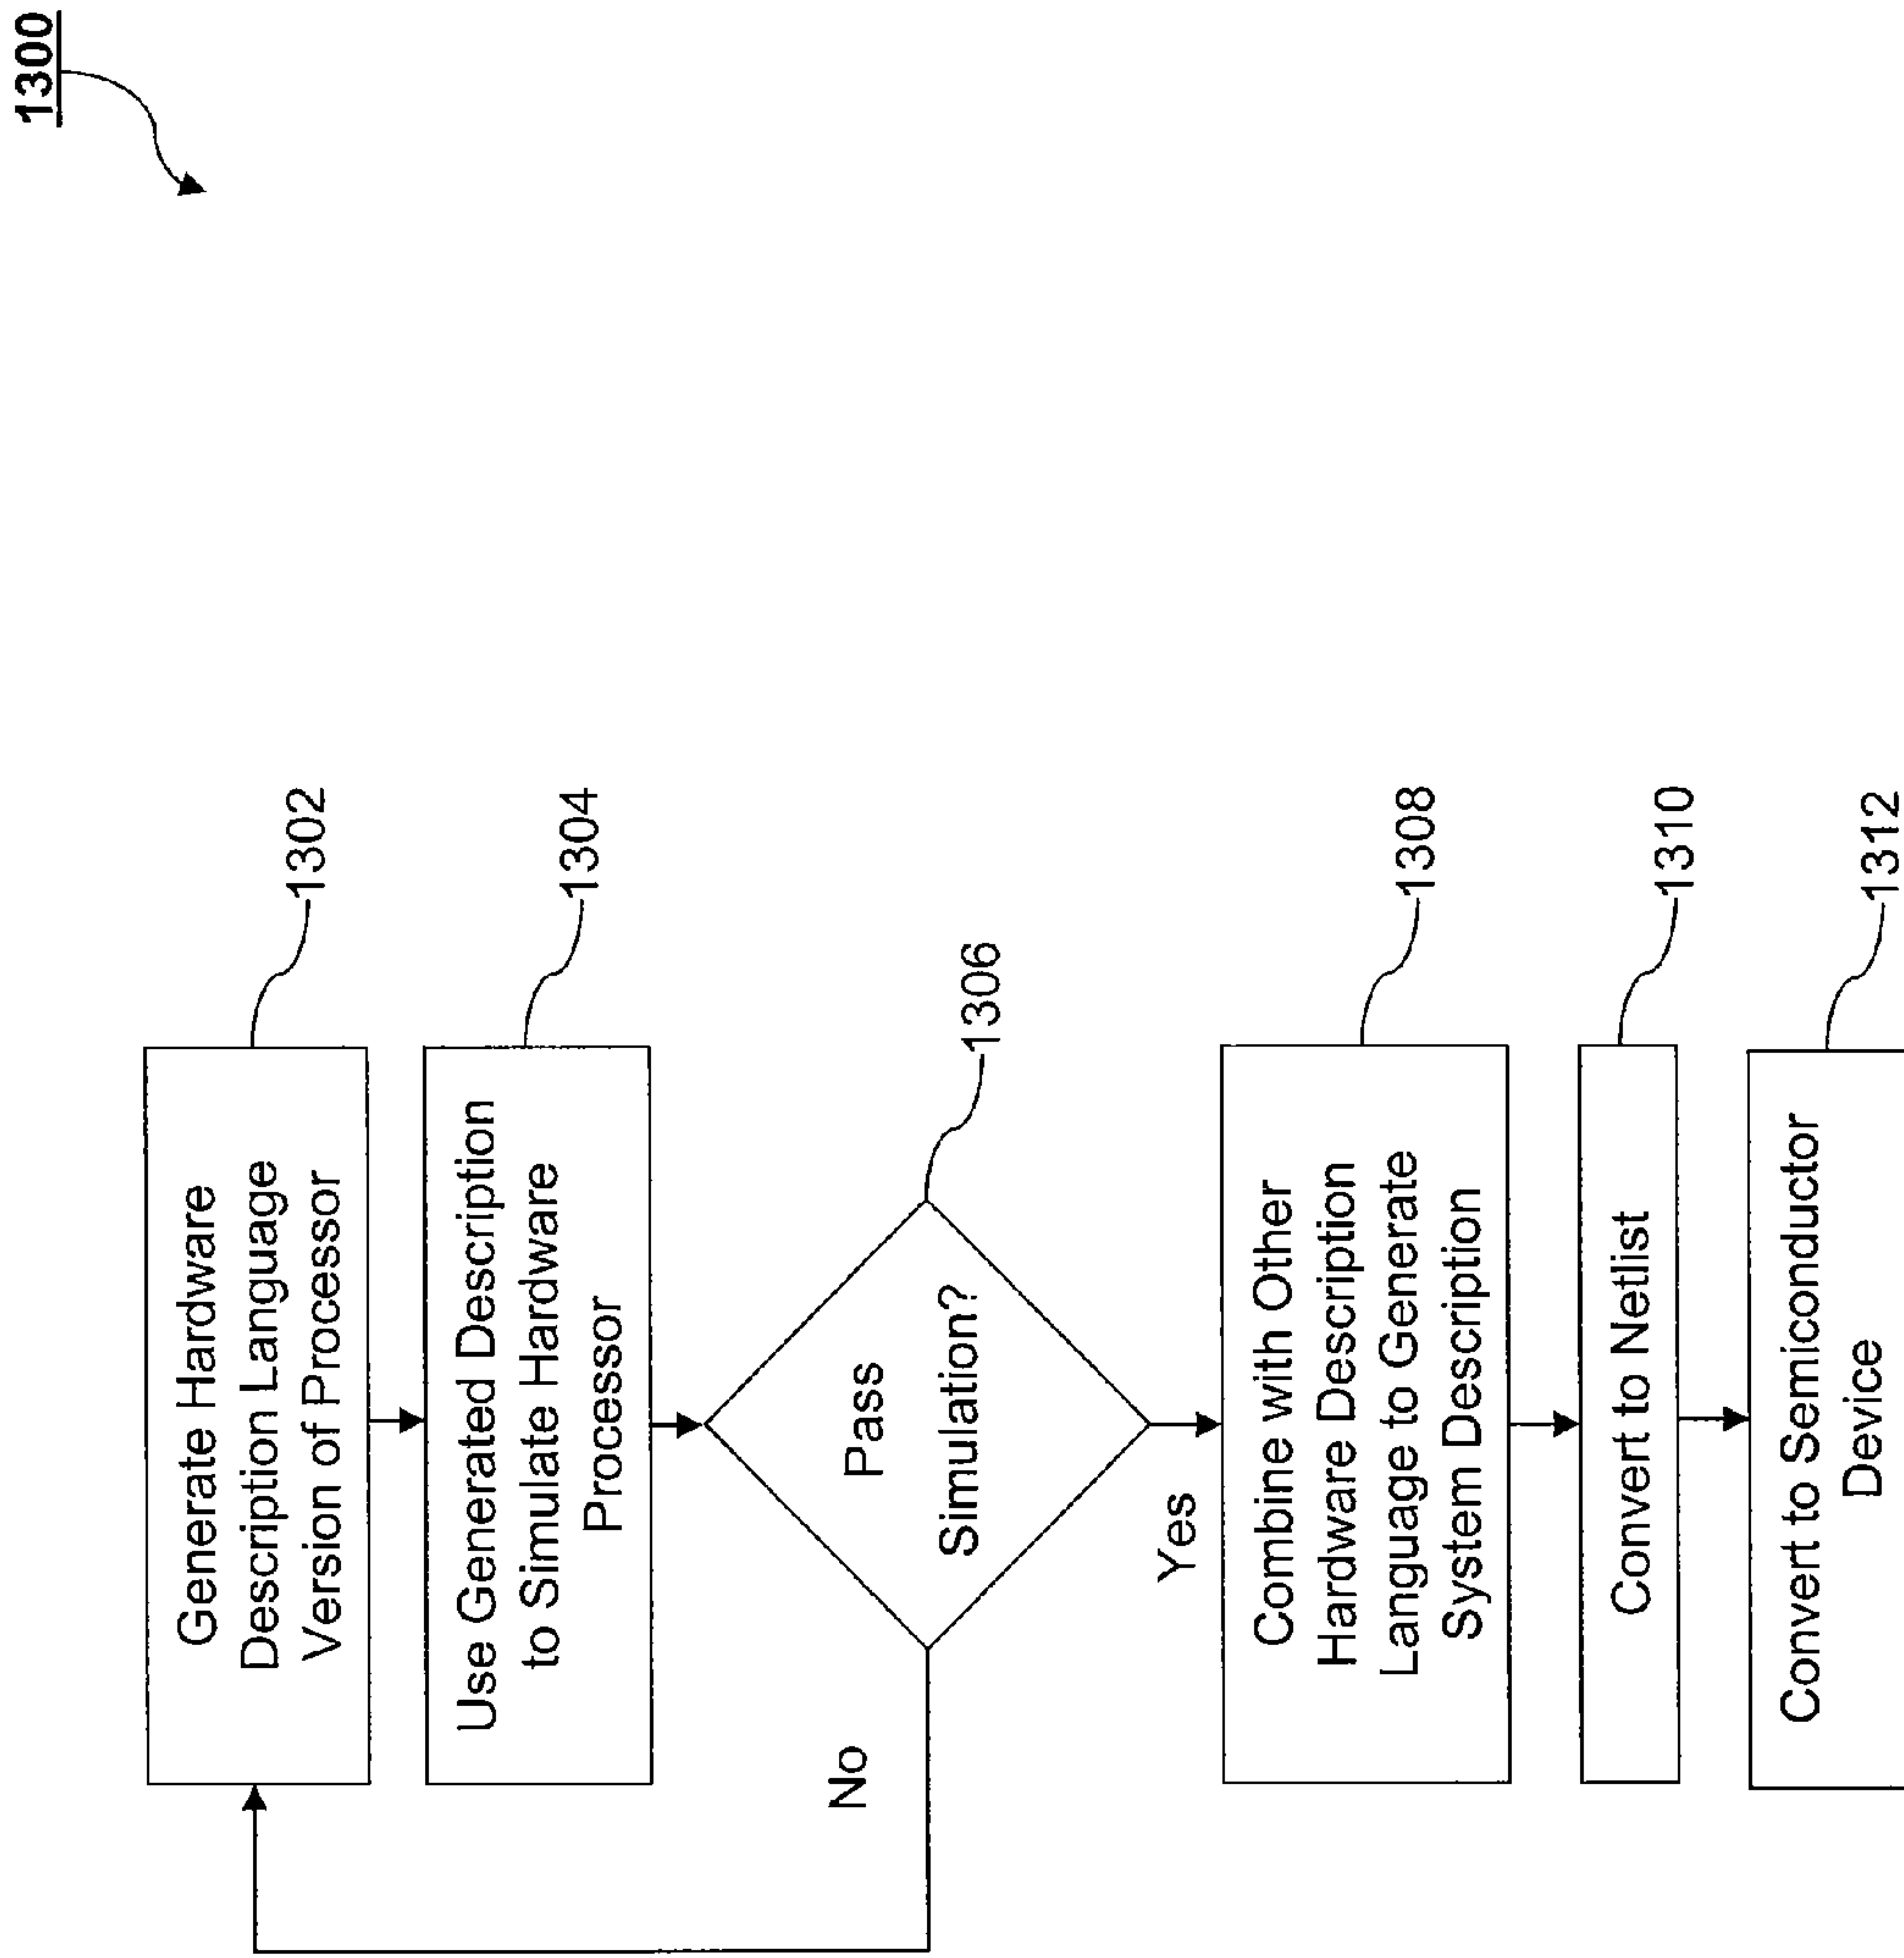 1300
Generate Hardware
Description Language
Version of Processor
1302
Use Generated Description
to Simulate Hardware
Processor
1304
Pass
Simulation?
1306
No
Yes
Combine with Other
Hardware Description
Language to Generate
System Description
1308
Convert to Netlist
1310
Convert to Semiconductor
Device
1312